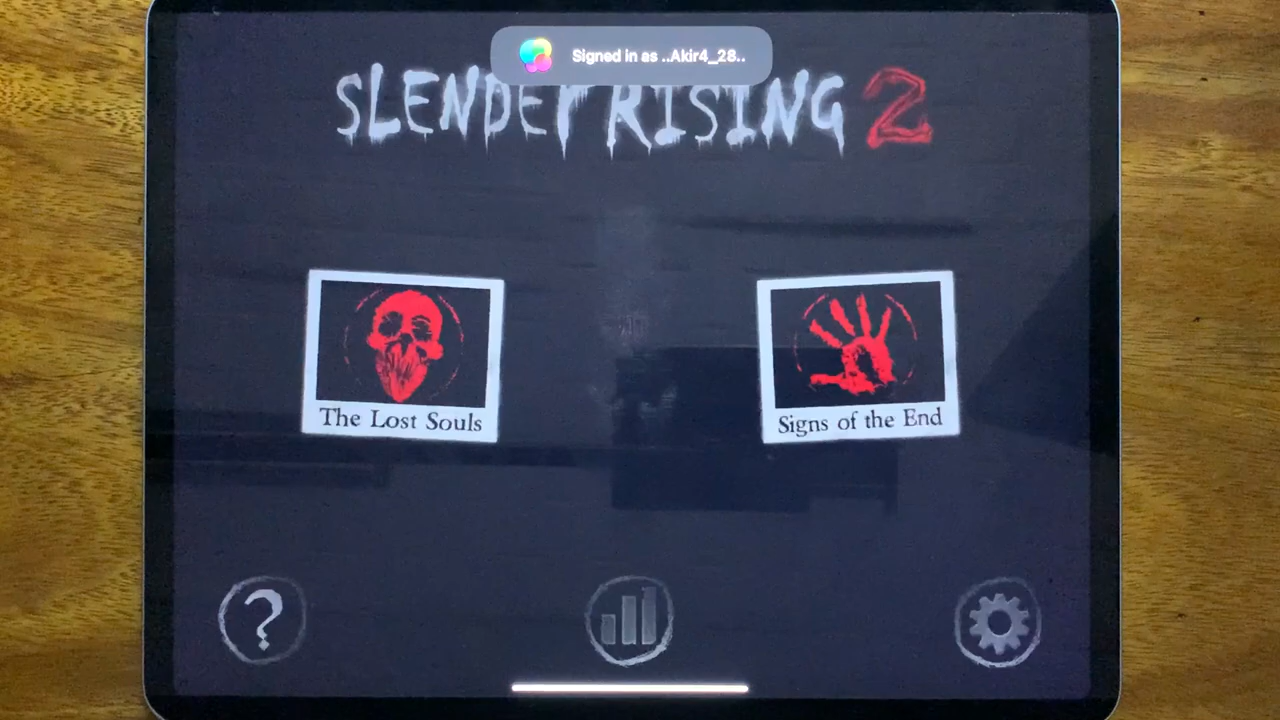 Signed in as ..Akir4_28..
SLENDER RISING 2
The Lost Souls
Signs of the End
?